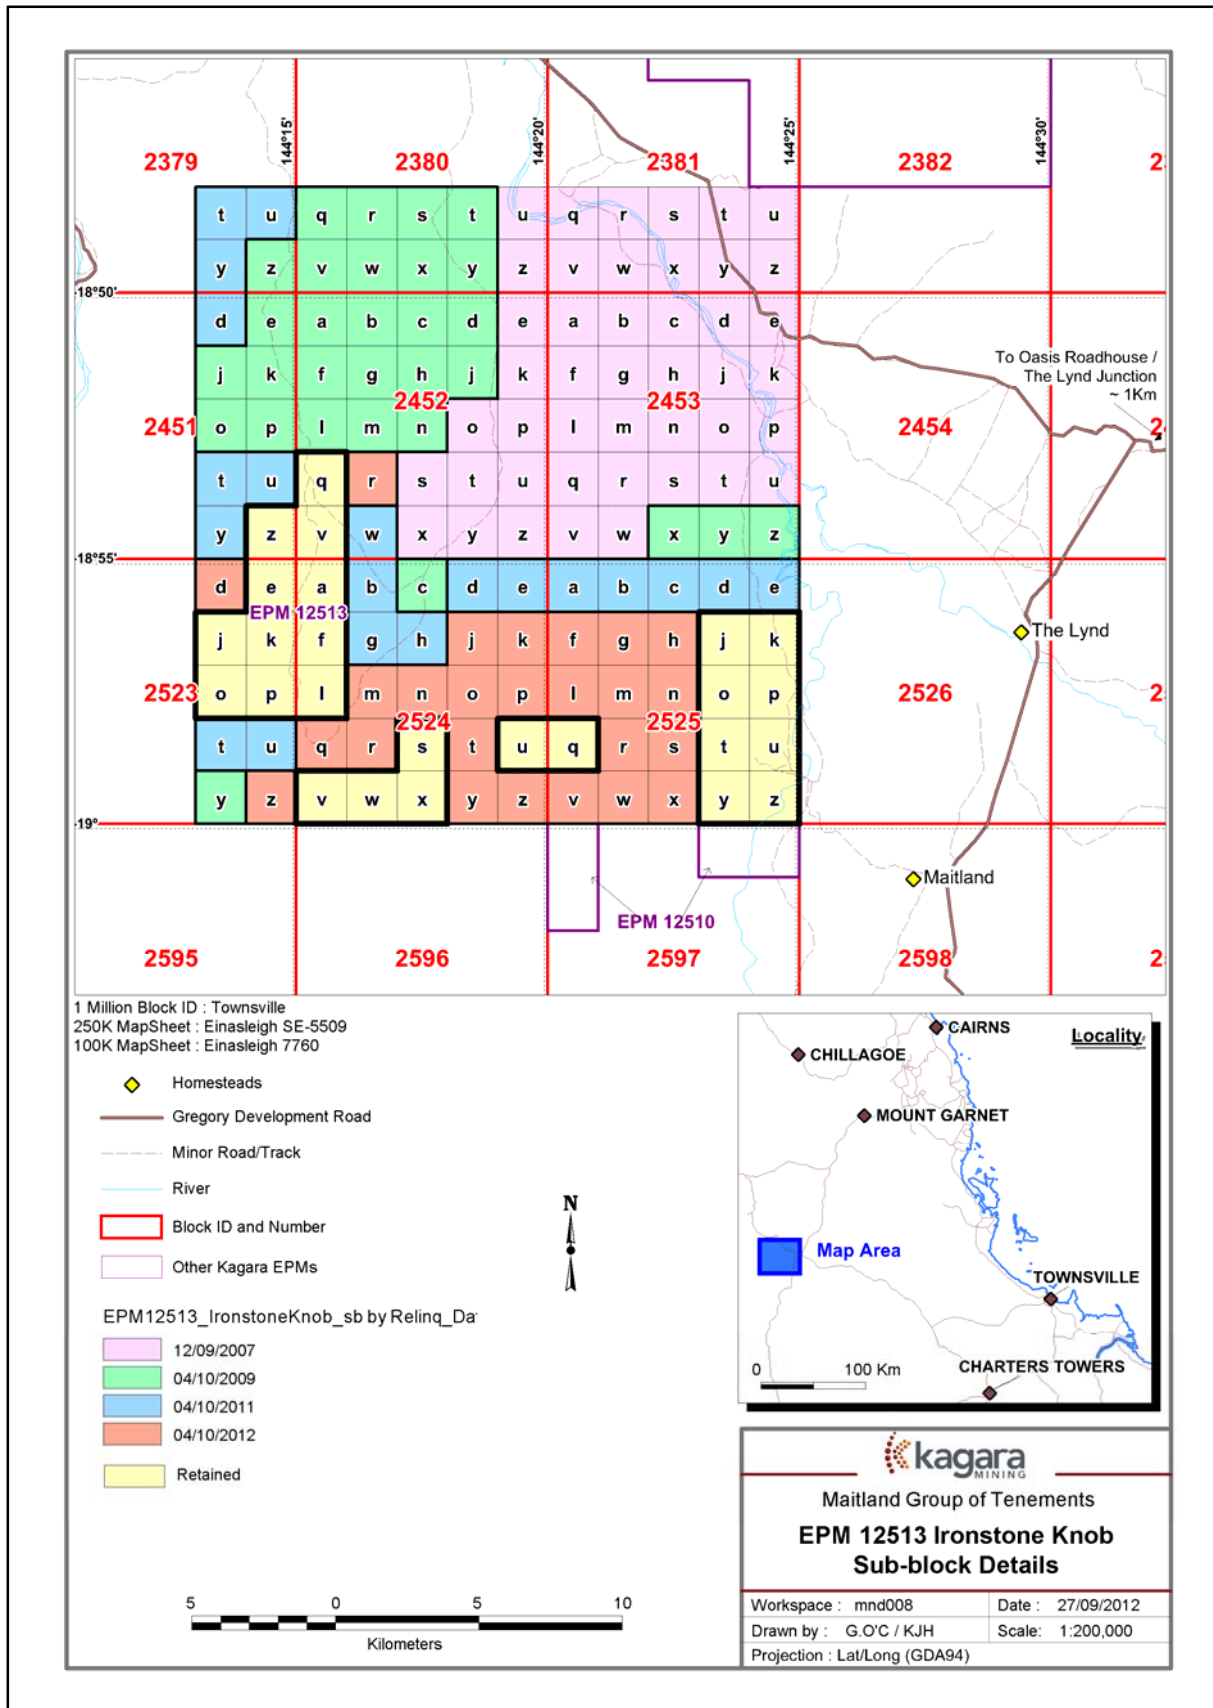 144°15'
144°20'
144°25'
144°30'
2379
2380
2381
2382
t u q r s t u q r s t u
y z v w x y z v w x y z
18°50'
d e a b c d e a b c d e
j k f g h j k f g h j k
To Oasis Roadhouse /
The Lynd Junction
~ 1Km
2451
2452
2453
2454
o p l m n o p l m n o p
t u q r s t u q r s t u
y z v w x y z v w x y z
18°55'
d e a b c d e a b c d e
EPM 12513
j k f g h j k f g h j k
The Lynd
2523
2524
2525
2526
o p l m n o p l m n o p
t u q r s t u q r s t u
y z v w x y z v w x y z
19°
Maitland
EPM 12510
2595
2596
2597
2598
1 Million Block ID : Townsville
250K MapSheet : Einasleigh SE-5509
100K MapSheet : Einasleigh 7760
Homesteads
Gregory Development Road
Minor Road/Track
River
Block ID and Number
Other Kagara EPMs
N
EPM12513_IronstoneKnob_sb by Relinq_Da
12/09/2007
04/10/2009
04/10/2011
04/10/2012
Retained
5 0 5 10
Kilometers
Locality
CAIRNS
CHILLAGOE
MOUNT GARNET
Map Area
TOWNSVILLE
0 100 Km
CHARTERS TOWERS
kagara
MINING
Maitland Group of Tenements
EPM 12513 Ironstone Knob
Sub-block Details
Workspace : mnd008
Date : 27/09/2012
Drawn by : G.O'C / KJH
Scale: 1:200,000
Projection : Lat/Long (GDA94)